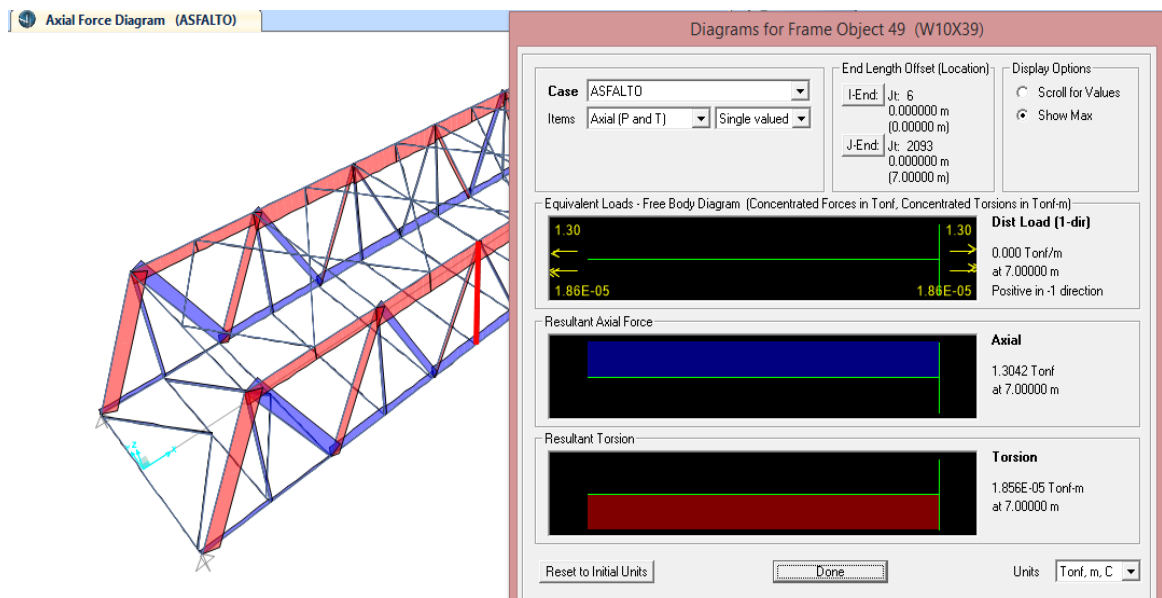 Axial Force Diagram (ASFALTO)
Diagrams for Frame Object 49 (W10X39)
Case ASFALTO
Items Axial (P and T) Single valued
End Length Offset (Location)
I-End: Jt: 6
0.000000 m
(0.00000 m)
J-End: Jt: 2093
0.000000 m
(7.00000 m)
Display Options
Scroll for Values
Show Max
Equivalent Loads - Free Body Diagram (Concentrated Forces in Tonf, Concentrated Torsions in Tonf-m)
1.30 1.30
1.86E-05 1.86E-05
Dist Load (1-dir)
0.000 Tonf/m
at 7.00000 m
Positive in -1 direction
Resultant Axial Force
Axial
1.3042 Tonf
at 7.00000 m
Resultant Torsion
Torsion
1.856E-05 Tonf-m
at 7.00000 m
Reset to Initial Units Done Units Tonf, m, C
z
x